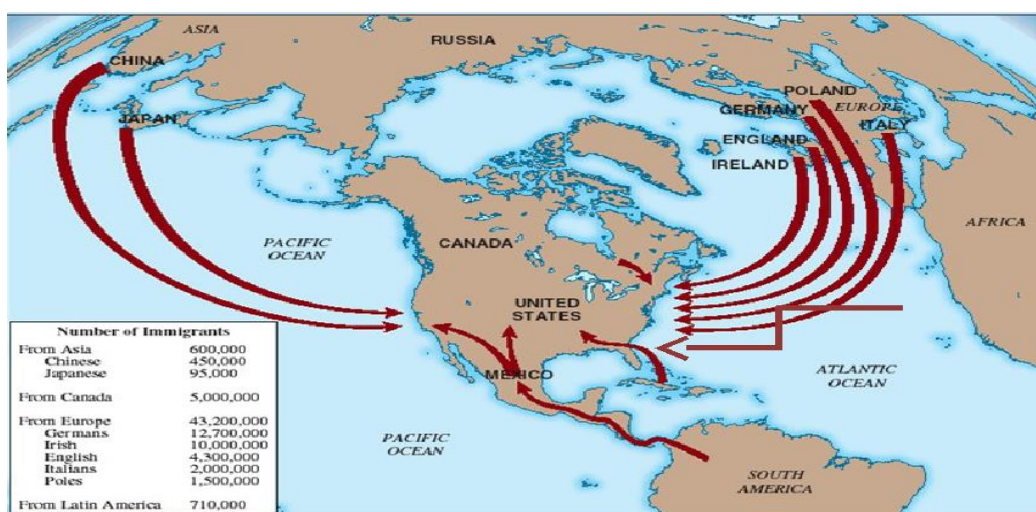 ASIA
RUSSIA
CHINA
JAPAN
POLAND
GERMANY
EUROPE
ITALY
ENGLAND
IRELAND
AFRICA
PACIFIC
OCEAN
CANADA
UNITED
STATES
MEXICO
ATLANTIC
OCEAN
PACIFIC
OCEAN
SOUTH
AMERICA
Number of Immigrants
From Asia 600,000
Chinese 450,000
Japanese 95,000
From Canada 5,000,000
From Europe 43,200,000
Germans 12,700,000
Irish 10,000,000
English 4,300,000
Italians 2,000,000
Poles 1,500,000
From Latin America 710,000